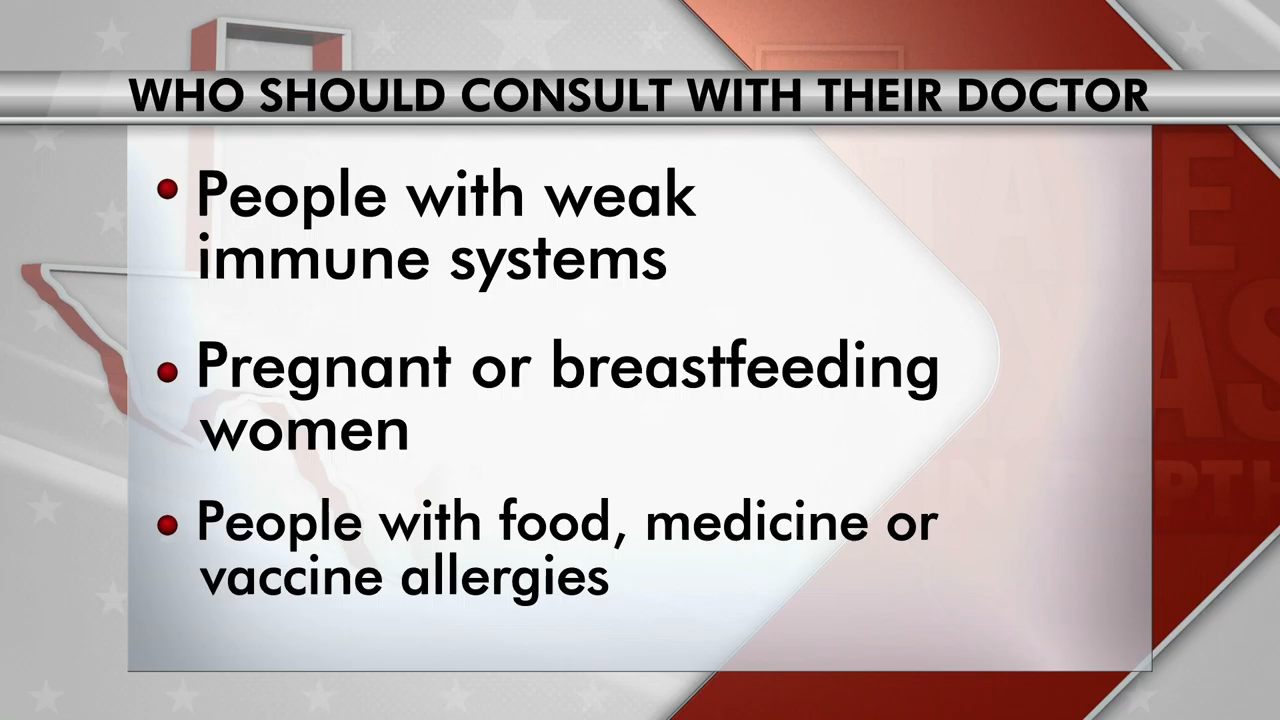 WHO SHOULD CONSULT WITH THEIR DOCTOR
• People with weak
immune systems
• Pregnant or breastfeeding
women
• People with food, medicine or
vaccine allergies